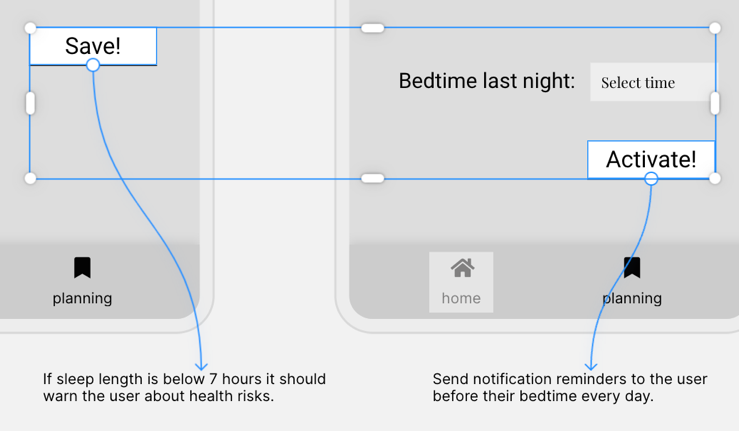 Save!
Bedtime last night:
Select time
Activate!
planning
home
planning
If sleep length is below 7 hours it should
warn the user about health risks.
Send notification reminders to the user
before their bedtime every day.